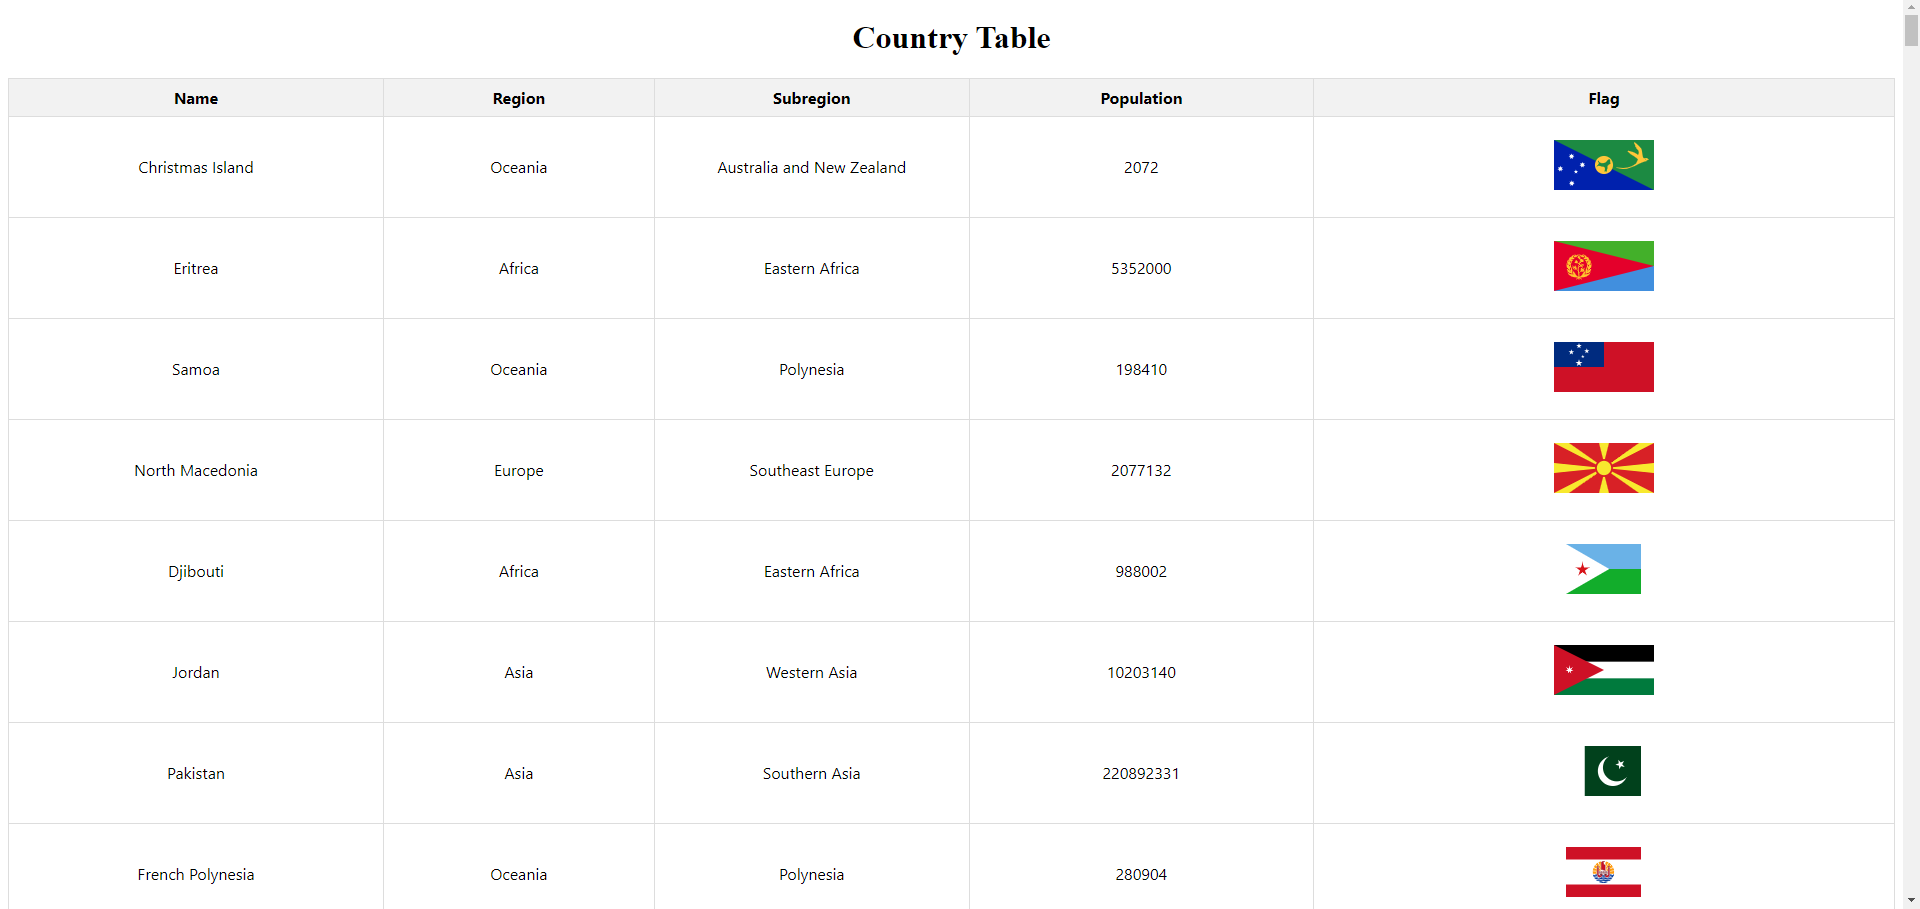 Country Table
Name Region Subregion Population Flag
Christmas Island Oceania Australia and New Zealand 2072
Eritrea Africa Eastern Africa 5352000
Samoa Oceania Polynesia 198410
North Macedonia Europe Southeast Europe 2077132
Djibouti Africa Eastern Africa 988002
Jordan Asia Western Asia 10203140
Pakistan Asia Southern Asia 220892331
French Polynesia Oceania Polynesia 280904